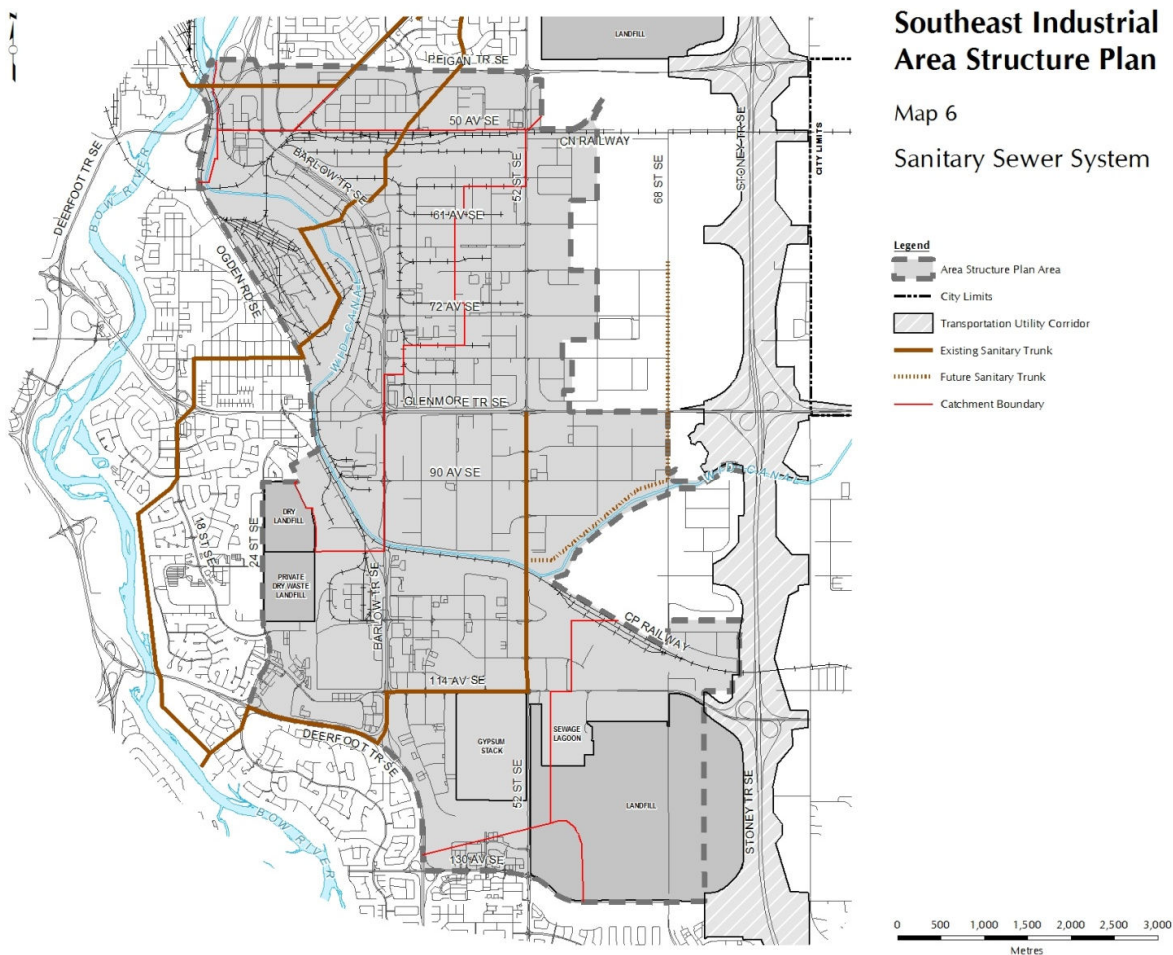 Southeast Industrial
Area Structure Plan
Map 6
Sanitary Sewer System
Legend
Area Structure Plan Area
City Limits
Transportation Utility Corridor
Existing Sanitary Trunk
Future Sanitary Trunk
Catchment Boundary
0 500 1,000 1,500 2,000 2,500 3,000
Metres
N
LANDFILL
PEIGAN TR SE
50 AV SE
CN RAILWAY
CITY LIMITS
DEERFOOT TR SE
BOW RIVER
BARLOW TR SE
52 ST SE
68 ST SE
STONEY TR SE
61 AV SE
OGDEN RD SE
72 AV SE
W.I.D CANAL
GLENMORE TR SE
90 AV SE
W.I.D CANAL
DRY
LANDFILL
18 ST SE
24 ST SE
PRIVATE
DRY WASTE
LANDFILL
BARLOW TR SE
CP RAILWAY
114 AV SE
DEERFOOT TR SE
GYPSUM
STACK
SEWAGE
LAGOON
52 ST SE
LANDFILL
STONEY TR SE
BOW RIVER
130 AV SE